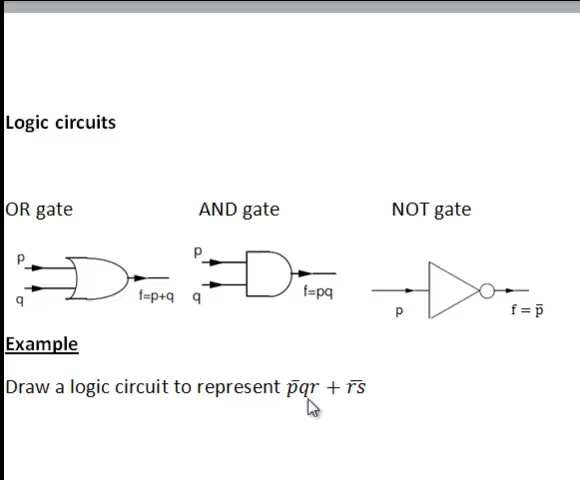 Logic circuits
OR gate AND gate NOT gate
p
q
f=p+q
p
q
f=pq
p
f = p̄
Example
Draw a logic circuit to represent p̄qr + r̅s̅